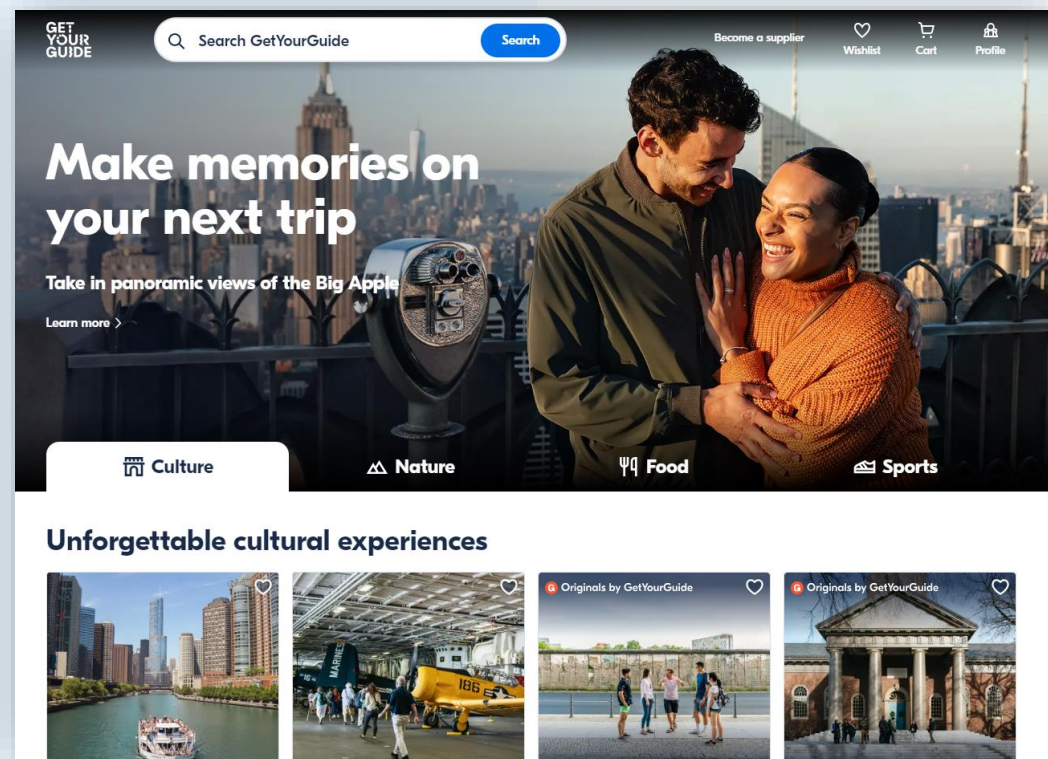 GET
YOUR
GUIDE
Search GetYourGuide
Search
Become a supplier
Wishlist
Cart
Profile
Make memories on
your next trip
Take in panoramic views of the Big Apple
Learn more
Culture
Nature
Food
Sports
Unforgettable cultural experiences
MARINES
186
G Originals by GetYourGuide
G Originals by GetYourGuide